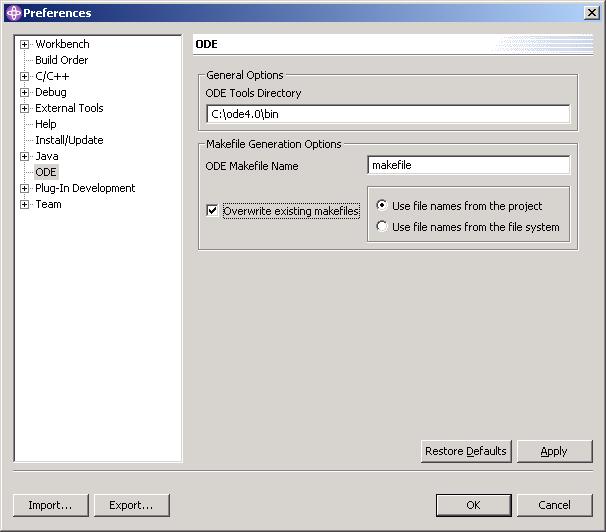 Preferences
Workbench
Build Order
C/C++
Debug
External Tools
Help
Install/Update
Java
ODE
Plug-In Development
Team
ODE
General Options
ODE Tools Directory
C:\ode4.0\bin
Makefile Generation Options
ODE Makefile Name
makefile
Overwrite existing makefiles
Use file names from the project
Use file names from the file system
Restore Defaults
Apply
Import...
Export...
OK
Cancel